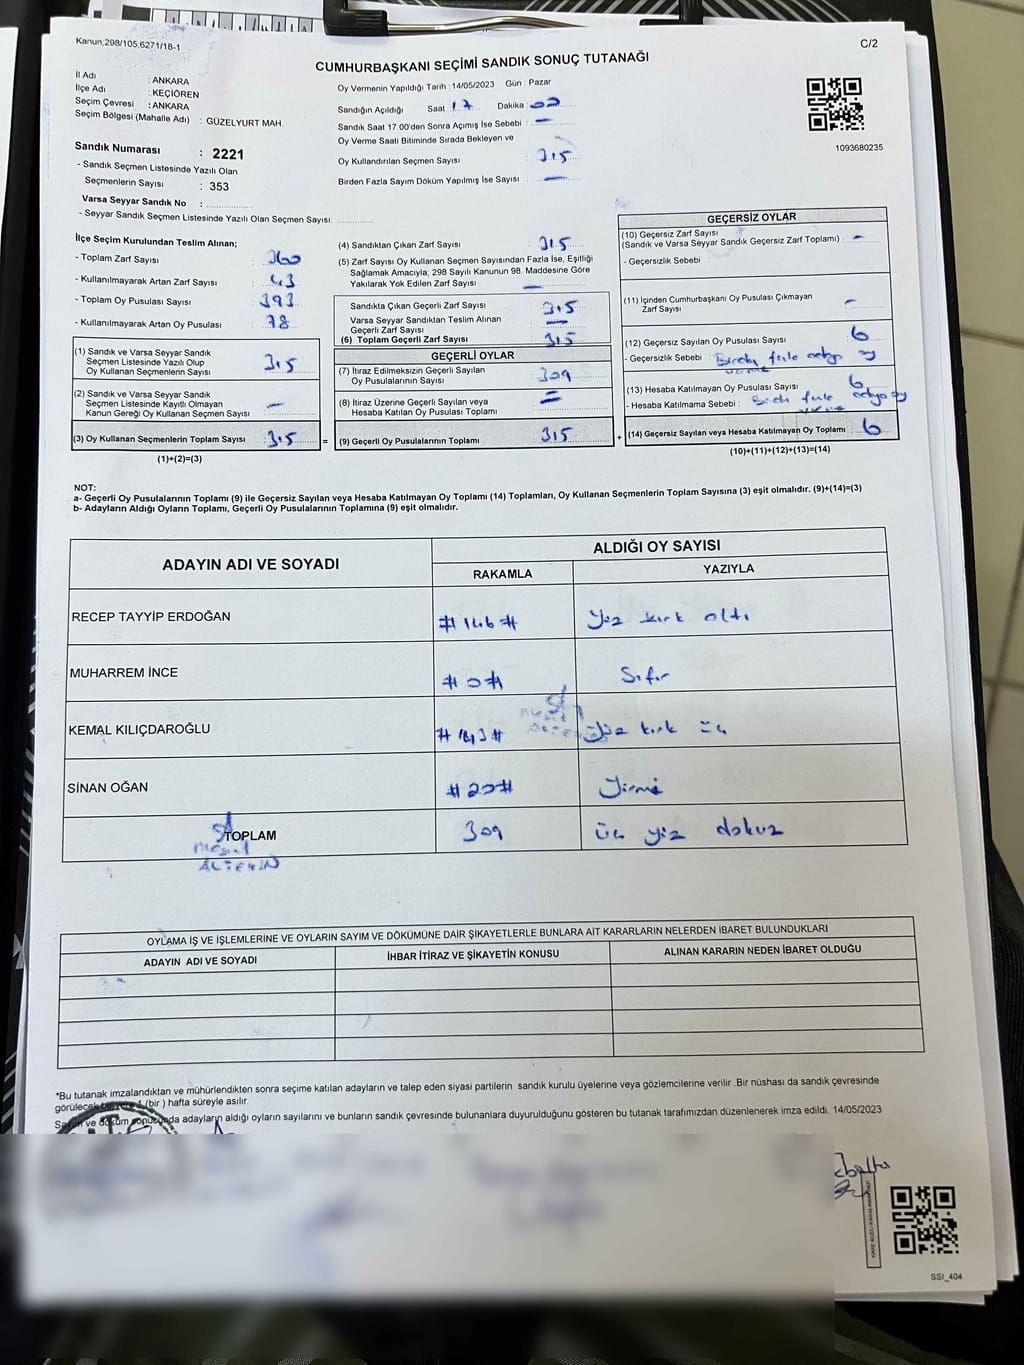 Kanun;298/105;6271/18-1
C/2
CUMHURBAŞKANI SEÇİMİ SANDIK SONUÇ TUTANAĞI
İl Adı : ANKARA
İlçe Adı : KEÇİÖREN
Seçim Çevresi : ANKARA
Seçim Bölgesi (Mahalle Adı) : GÜZELYURT MAH.
Sandık Numarası : 2221
- Sandık Seçmen Listesinde Yazılı Olan
Seçmenlerin Sayısı : 353
Varsa Seyyar Sandık No :
- Seyyar Sandık Seçmen Listesinde Yazılı Olan Seçmen Sayısı:
Oy Vermenin Yapıldığı Tarih : 14/05/2023 Gün : Pazar
Sandığın Açıldığı Saat : 17 Dakika : 00
Sandık Saat 17:00'den Sonra Açımış İse Sebebi : —
Oy Verme Saati Bitiminde Sırada Bekleyen ve
Oy Kullandırılan Seçmen Sayısı : 315
Birden Fazla Sayım Döküm Yapılmış İse Sayısı : —
1093680235
İlçe Seçim Kurulundan Teslim Alınan;
- Toplam Zarf Sayısı : 360
- Kullanılmayarak Artan Zarf Sayısı : 43
- Toplam Oy Pusulası Sayısı : 393
- Kullanılmayarak Artan Oy Pusulası : 78
(1) Sandık ve Varsa Seyyar Sandık
Seçmen Listesinde Yazılı Olup
Oy Kullanan Seçmenlerin Sayısı : 315
(2) Sandık ve Varsa Seyyar Sandık
Seçmen Listesinde Kayıtlı Olmayan
Kanun Gereği Oy Kullanan Seçmen Sayısı : —
(3) Oy Kullanan Seçmenlerin Toplam Sayısı : 315 =
(1)+(2)=(3)
(4) Sandıktan Çıkan Zarf Sayısı : 315
(5) Zarf Sayısı Oy Kullanan Seçmen Sayısından Fazla İse, Eşitliği
Sağlamak Amacıyla; 298 Sayılı Kanunun 98. Maddesine Göre
Yakılarak Yok Edilen Zarf Sayısı : —
Sandıkta Çıkan Geçerli Zarf Sayısı : 315
Varsa Seyyar Sandıktan Teslim Alınan
Geçerli Zarf Sayısı : —
(6) Toplam Geçerli Zarf Sayısı : 315
GEÇERLİ OYLAR
(7) İtiraz Edilmeksizin Geçerli Sayılan
Oy Pusulalarının Sayısı : 309
(8) İtiraz Üzerine Geçerli Sayılan veya
Hesaba Katılan Oy Pusulası Toplamı : =
(9) Geçerli Oy Pusulalarının Toplamı : 315 +
GEÇERSİZ OYLAR
(10) Geçersiz Zarf Sayısı
(Sandık ve Varsa Seyyar Sandık Geçersiz Zarf Toplamı) : —
- Geçersizlik Sebebi :
(11) İçinden Cumhurbaşkanı Oy Pusulası Çıkmayan
Zarf Sayısı : —
(12) Geçersiz Sayılan Oy Pusulası Sayısı : 6
- Geçersizlik Sebebi : Birden fazla adaya oy
verme
(13) Hesaba Katılmayan Oy Pusulası Sayısı : 6
- Hesaba Katılmama Sebebi : Birden fazla adaya oy
verme
(14) Geçersiz Sayılan veya Hesaba Katılmayan Oy Toplamı : 6
(10)+(11)+(12)+(13)=(14)
NOT:
a- Geçerli Oy Pusulalarının Toplamı (9) ile Geçersiz Sayılan veya Hesaba Katılmayan Oy Toplamı (14) Toplamları, Oy Kullanan Seçmenlerin Toplam Sayısına (3) eşit olmalıdır. (9)+(14)=(3)
b- Adayların Aldığı Oyların Toplamı, Geçerli Oy Pusulalarının Toplamına (9) eşit olmalıdır.
ADAYIN ADI VE SOYADI ALDIĞI OY SAYISI
RAKAMLA YAZIYLA
RECEP TAYYİP ERDOĞAN #146# Yüz kırk altı
MUHARREM İNCE #0# Sıfır
KEMAL KILIÇDAROĞLU #143# Yüz kırk üç
SİNAN OĞAN #20# Yirmi
TOPLAM 309 üç yüz dokuz
OYLAMA İŞ VE İŞLEMLERİNE VE OYLARIN SAYIM VE DÖKÜMÜNE DAİR ŞİKAYETLERLE BUNLARA AİT KARARLARIN NELERDEN İBARET BULUNDUKLARI
ADAYIN ADI VE SOYADI İHBAR İTİRAZ VE ŞİKAYETİN KONUSU ALINAN KARARIN NEDEN İBARET OLDUĞU
*Bu tutanak imzalandıktan ve mühürlendikten sonra seçime katılan adayların ve talep eden siyasi partilerin sandık kurulu üyelerine veya gözlemcilerine verilir .Bir nüshası da sandık çevresinde
görülecek bir yere 1 (bir ) hafta süreyle asılır.
Sayım ve döküm sonucunda adayların aldığı oyların sayılarını ve bunların sandık çevresinde bulunanlara duyurulduğunu gösteren bu tutanak tarafımızdan düzenlenerek imza edildi. 14/05/2023
SSI_404